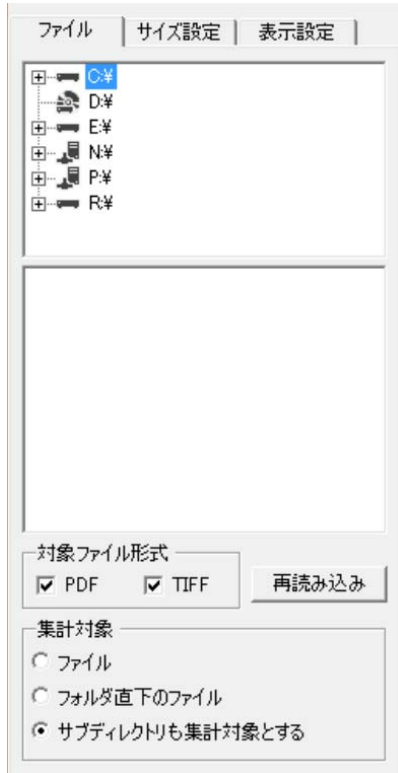 ファイル サイズ設定 表示設定
C:¥
D:¥
E:¥
N:¥
P:¥
R:¥
対象ファイル形式
PDF TIFF 再読み込み
集計対象
ファイル
フォルダ直下のファイル
サブディレクトリも集計対象とする